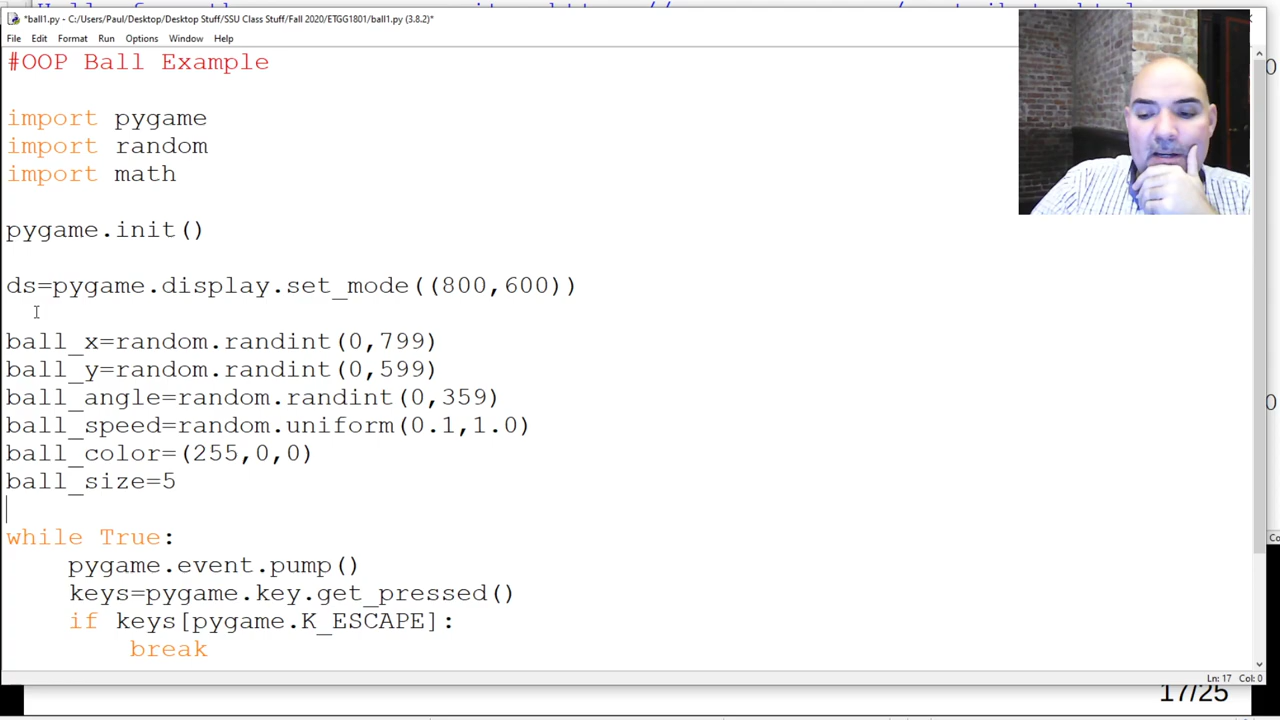 *ball1.py - C:/Users/Paul/Desktop/Desktop Stuff/SSU Class Stuff/Fall 2020/ETGG1801/ball1.py (3.8.2)*
File Edit Format Run Options Window Help
#OOP Ball Example
import pygame
import random
import math
pygame.init()
ds=pygame.display.set_mode((800,600))
ball_x=random.randint(0,799)
ball_y=random.randint(0,599)
ball_angle=random.randint(0,359)
ball_speed=random.uniform(0.1,1.0)
ball_color=(255,0,0)
ball_size=5
while True:
    pygame.event.pump()
    keys=pygame.key.get_pressed()
    if keys[pygame.K_ESCAPE]:
        break
Ln: 17 Col: 0
17/25